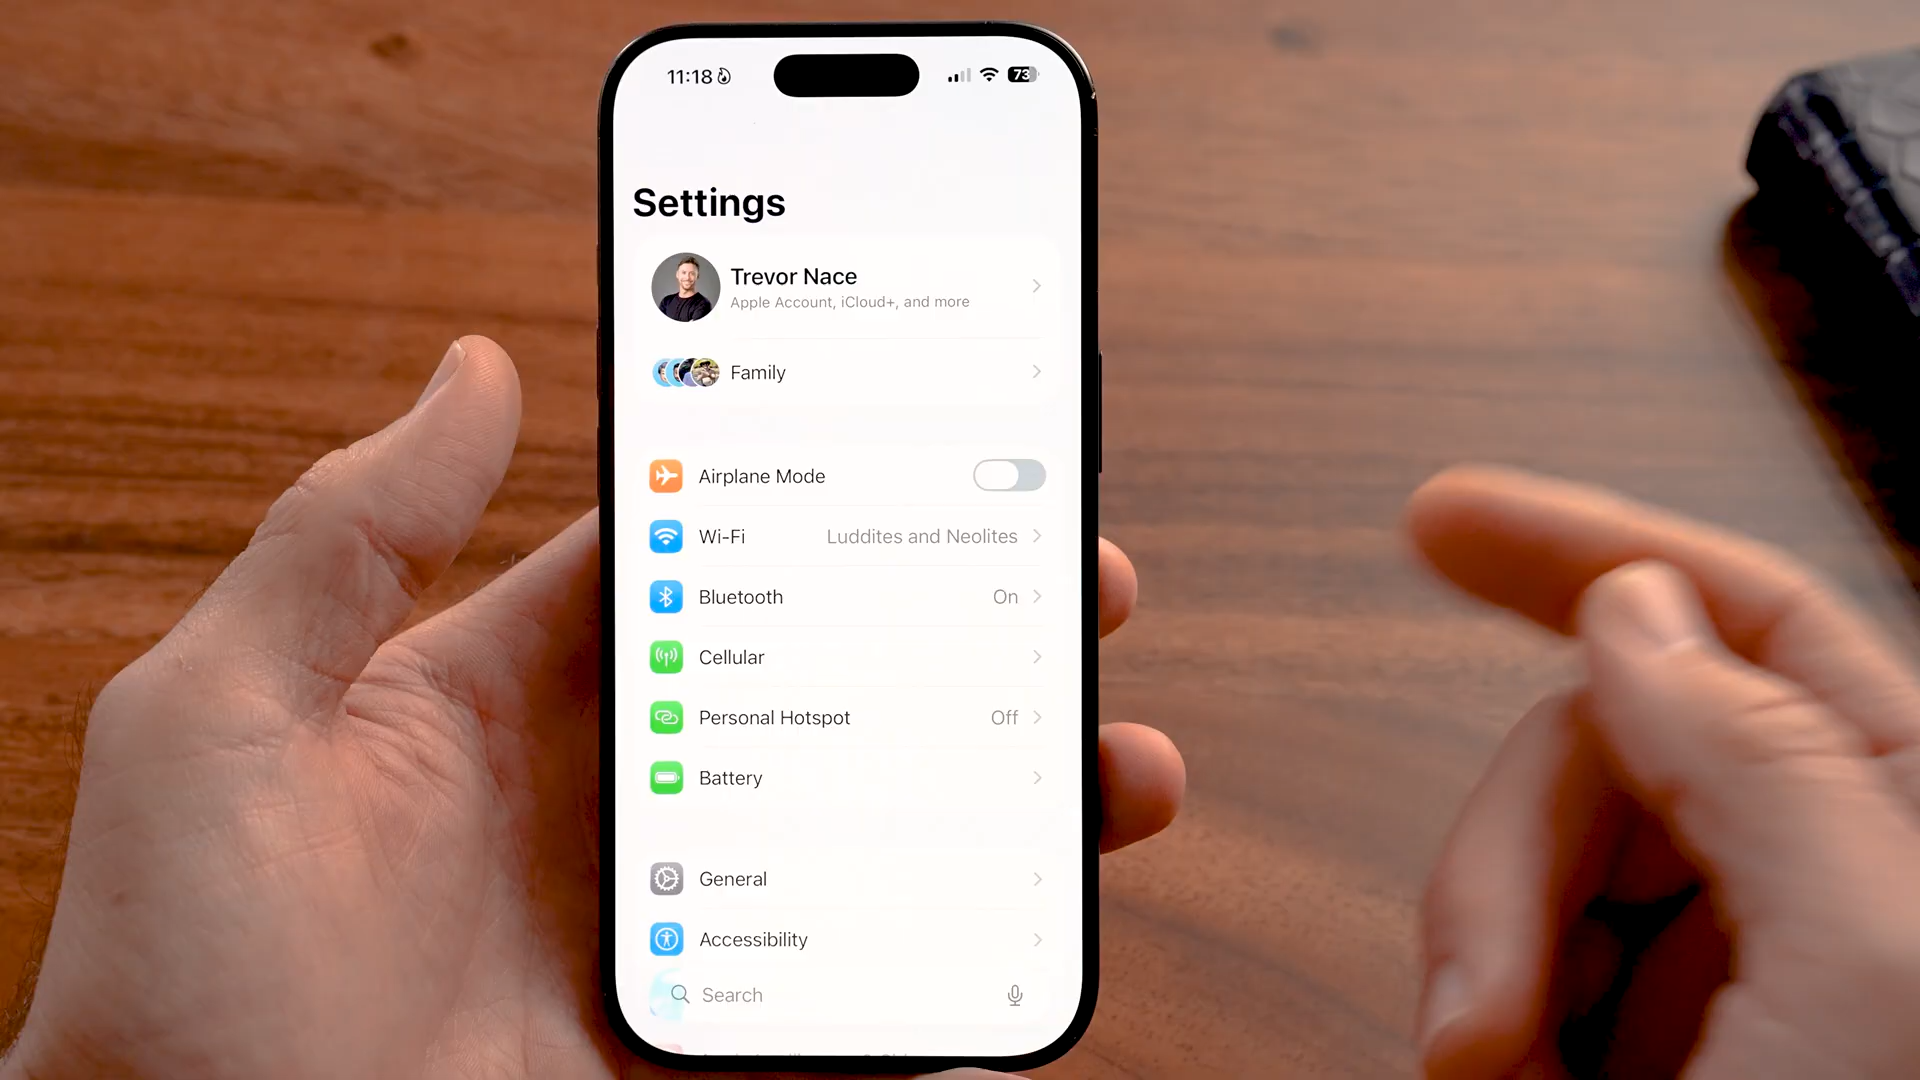 11:18
73
Settings
Trevor Nace
Apple Account, iCloud+, and more
Family
Airplane Mode
Wi-Fi Luddites and Neolites
Bluetooth On
Cellular
Personal Hotspot Off
Battery
General
Accessibility
Search